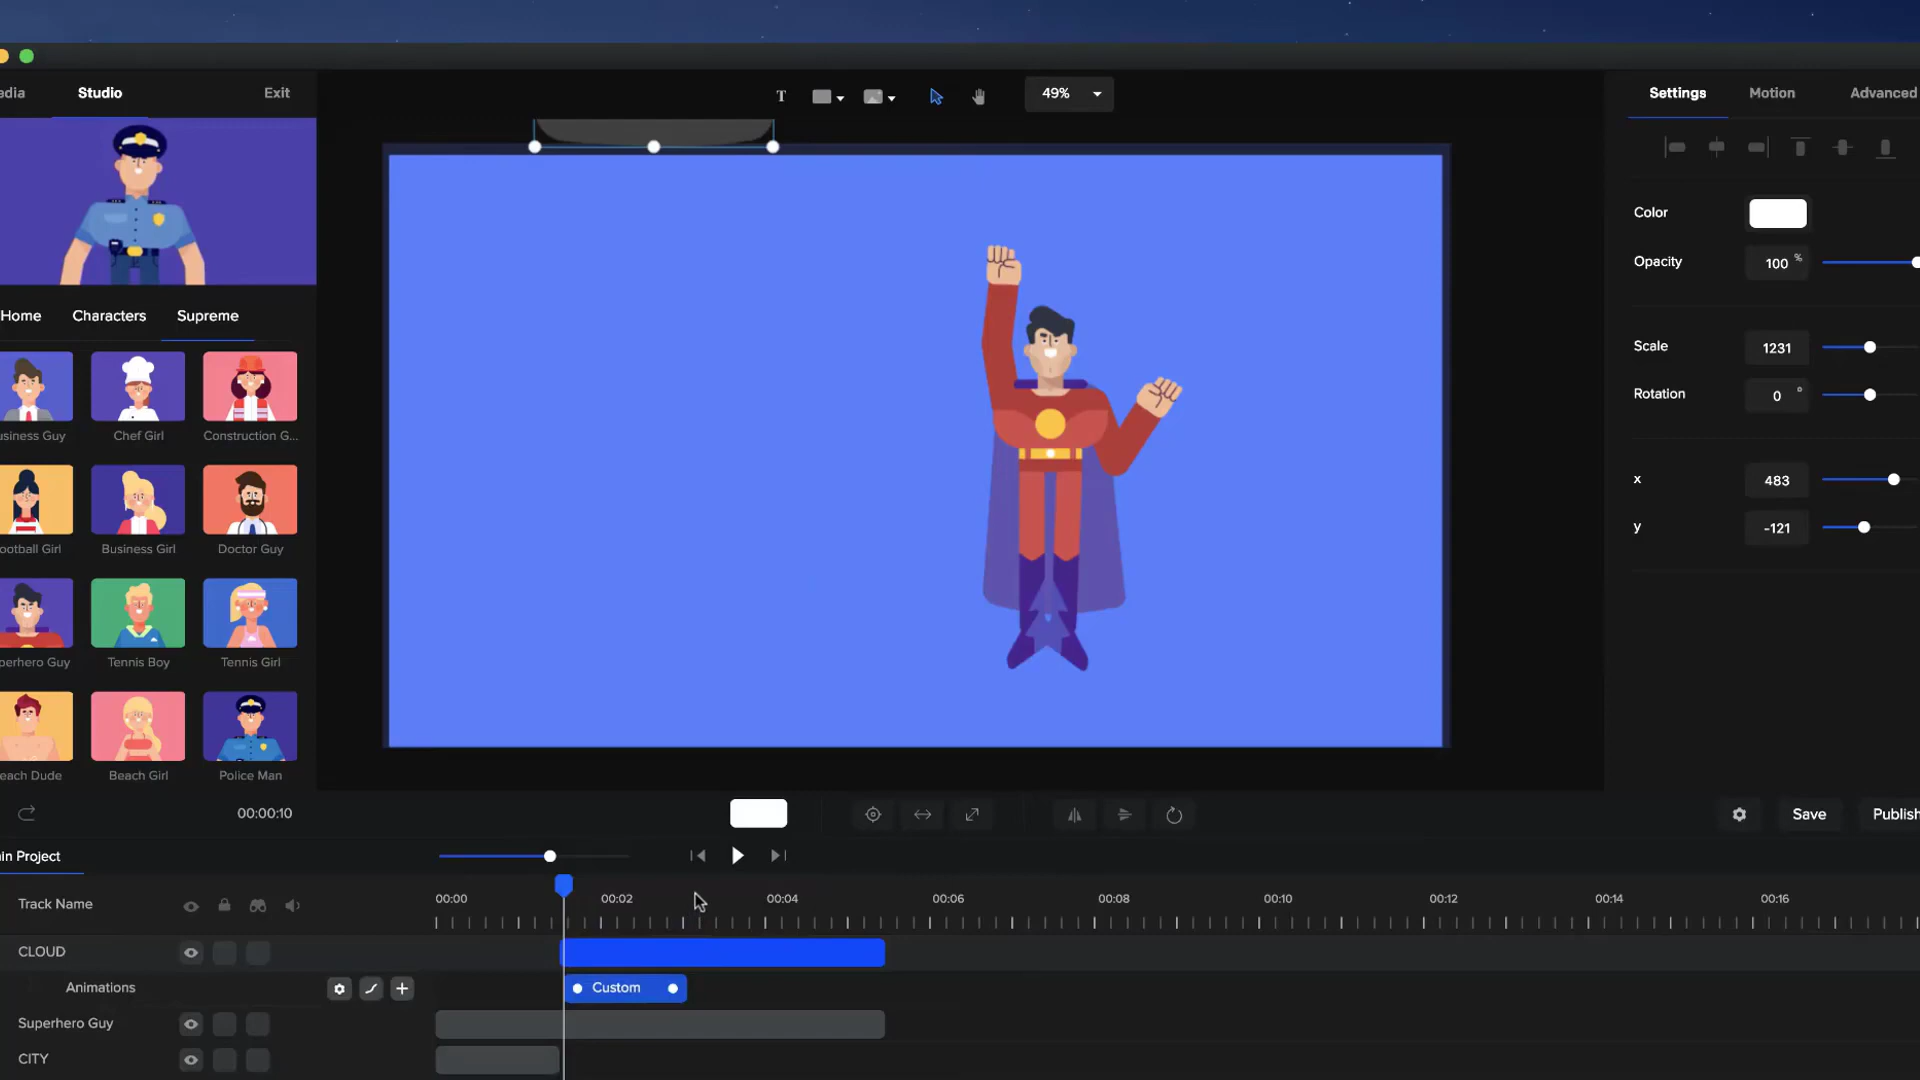 edia Studio Exit
T 49%
Settings Motion Advanced
Color
Opacity 100 %
Home Characters Supreme
Scale 1231
Rotation 0 °
usiness Guy Chef Girl Construction G...
x 483
y -121
ootball Girl Business Girl Doctor Guy
perhero Guy Tennis Boy Tennis Girl
each Dude Beach Girl Police Man
00:00:10 Save Publish
in Project
Track Name 00:00 00:02 00:04 00:06 00:08 00:10 00:12 00:14 00:16
CLOUD
Animations Custom
Superhero Guy
CITY